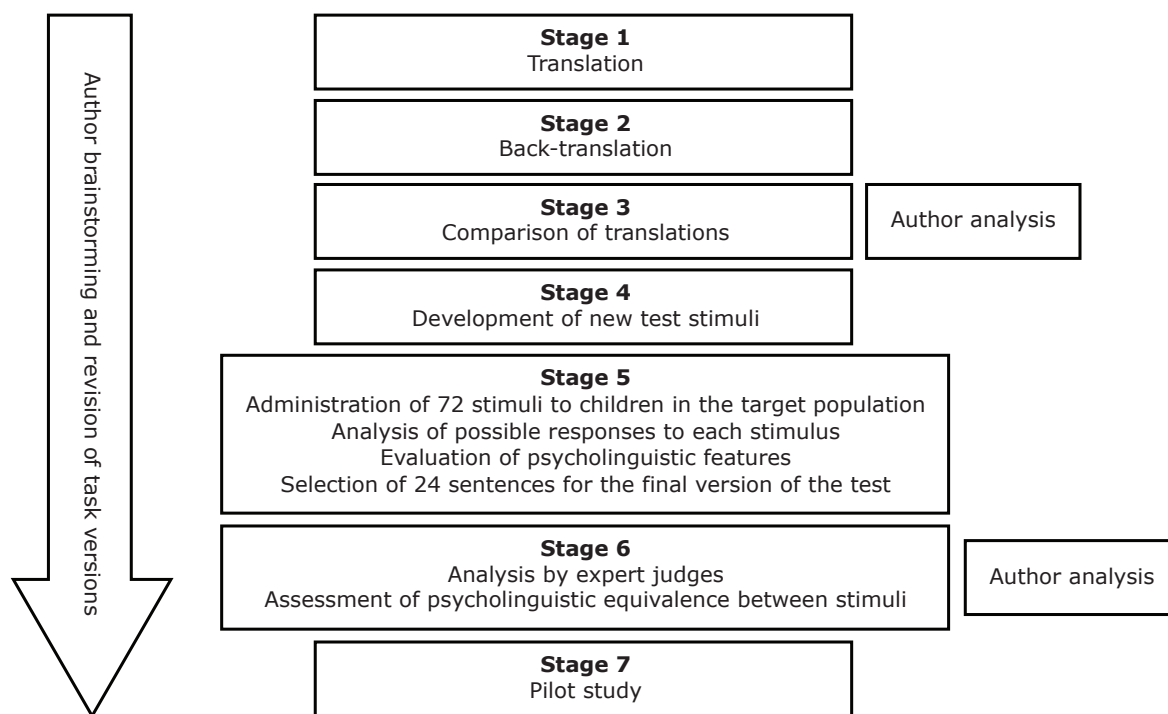 Author brainstorming and revision of task versions
Stage 1
Translation
Stage 2
Back-translation
Stage 3
Comparison of translations
Author analysis
Stage 4
Development of new test stimuli
Stage 5
Administration of 72 stimuli to children in the target population
Analysis of possible responses to each stimulus
Evaluation of psycholinguistic features
Selection of 24 sentences for the final version of the test
Stage 6
Analysis by expert judges
Assessment of psycholinguistic equivalence between stimuli
Author analysis
Stage 7
Pilot study